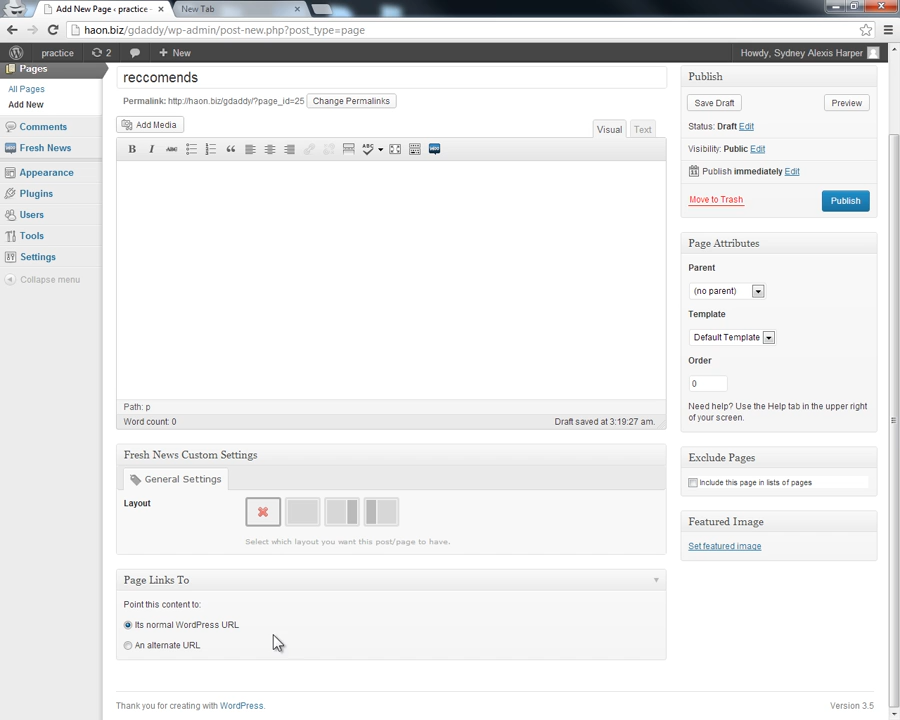 Add New Page ‹ practice
New Tab
haon.biz/gdaddy/wp-admin/post-new.php?post_type=page
practice
2
New
Howdy, Sydney Alexis Harper
Pages
All Pages
Add New
Comments
Fresh News
Appearance
Plugins
Users
Tools
Settings
Collapse menu
reccomends
Permalink: http://haon.biz/gdaddy/?page_id=25 Change Permalinks
Add Media
Visual Text
B I ABC ABC
Path: p
Word count: 0
Draft saved at 3:19:27 am.
Fresh News Custom Settings
General Settings
Layout
Select which layout you want this post/page to have.
Page Links To
Point this content to:
Its normal WordPress URL
An alternate URL
Publish
Save Draft Preview
Status: Draft Edit
Visibility: Public Edit
Publish immediately Edit
Move to Trash Publish
Page Attributes
Parent
(no parent)
Template
Default Template
Order
0
Need help? Use the Help tab in the upper right
of your screen.
Exclude Pages
Include this page in lists of pages
Featured Image
Set featured image
Thank you for creating with WordPress.
Version 3.5